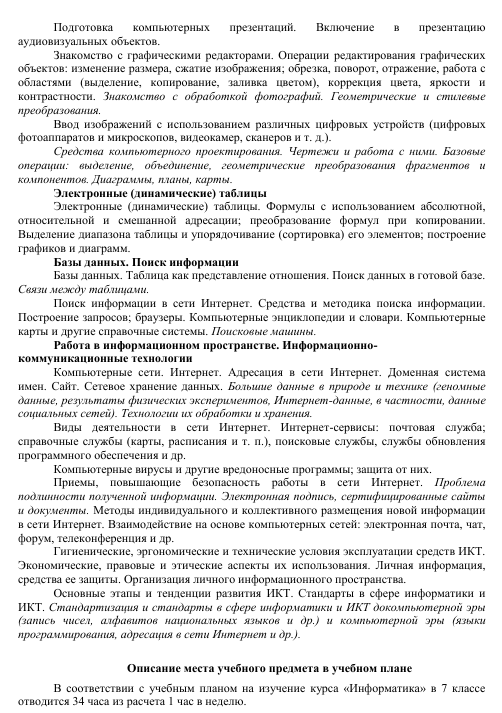 Подготовка компьютерных презентаций. Включение в презентацию
аудиовизуальных объектов.
Знакомство с графическими редакторами. Операции редактирования графических
объектов: изменение размера, сжатие изображения; обрезка, поворот, отражение, работа с
областями (выделение, копирование, заливка цветом), коррекция цвета, яркости и
контрастности. Знакомство с обработкой фотографий. Геометрические и стилевые
преобразования.
Ввод изображений с использованием различных цифровых устройств (цифровых
фотоаппаратов и микроскопов, видеокамер, сканеров и т. д.).
Средства компьютерного проектирования. Чертежи и работа с ними. Базовые
операции: выделение, объединение, геометрические преобразования фрагментов и
компонентов. Диаграммы, планы, карты.
Электронные (динамические) таблицы
Электронные (динамические) таблицы. Формулы с использованием абсолютной,
относительной и смешанной адресации; преобразование формул при копировании.
Выделение диапазона таблицы и упорядочивание (сортировка) его элементов; построение
графиков и диаграмм.
Базы данных. Поиск информации
Базы данных. Таблица как представление отношения. Поиск данных в готовой базе.
Связи между таблицами.
Поиск информации в сети Интернет. Средства и методика поиска информации.
Построение запросов; браузеры. Компьютерные энциклопедии и словари. Компьютерные
карты и другие справочные системы. Поисковые машины.
Работа в информационном пространстве. Информационно-
коммуникационные технологии
Компьютерные сети. Интернет. Адресация в сети Интернет. Доменная система
имен. Сайт. Сетевое хранение данных. Большие данные в природе и технике (геномные
данные, результаты физических экспериментов, Интернет-данные, в частности, данные
социальных сетей). Технологии их обработки и хранения.
Виды деятельности в сети Интернет. Интернет-сервисы: почтовая служба;
справочные службы (карты, расписания и т. п.), поисковые службы, службы обновления
программного обеспечения и др.
Компьютерные вирусы и другие вредоносные программы; защита от них.
Приемы, повышающие безопасность работы в сети Интернет. Проблема
подлинности полученной информации. Электронная подпись, сертифицированные сайты
и документы. Методы индивидуального и коллективного размещения новой информации
в сети Интернет. Взаимодействие на основе компьютерных сетей: электронная почта, чат,
форум, телеконференция и др.
Гигиенические, эргономические и технические условия эксплуатации средств ИКТ.
Экономические, правовые и этические аспекты их использования. Личная информация,
средства ее защиты. Организация личного информационного пространства.
Основные этапы и тенденции развития ИКТ. Стандарты в сфере информатики и
ИКТ. Стандартизация и стандарты в сфере информатики и ИКТ докомпьютерной эры
(запись чисел, алфавитов национальных языков и др.) и компьютерной эры (языки
программирования, адресация в сети Интернет и др.).
Описание места учебного предмета в учебном плане
В соответствии с учебным планом на изучение курса «Информатика» в 7 классе
отводится 34 часа из расчета 1 час в неделю.